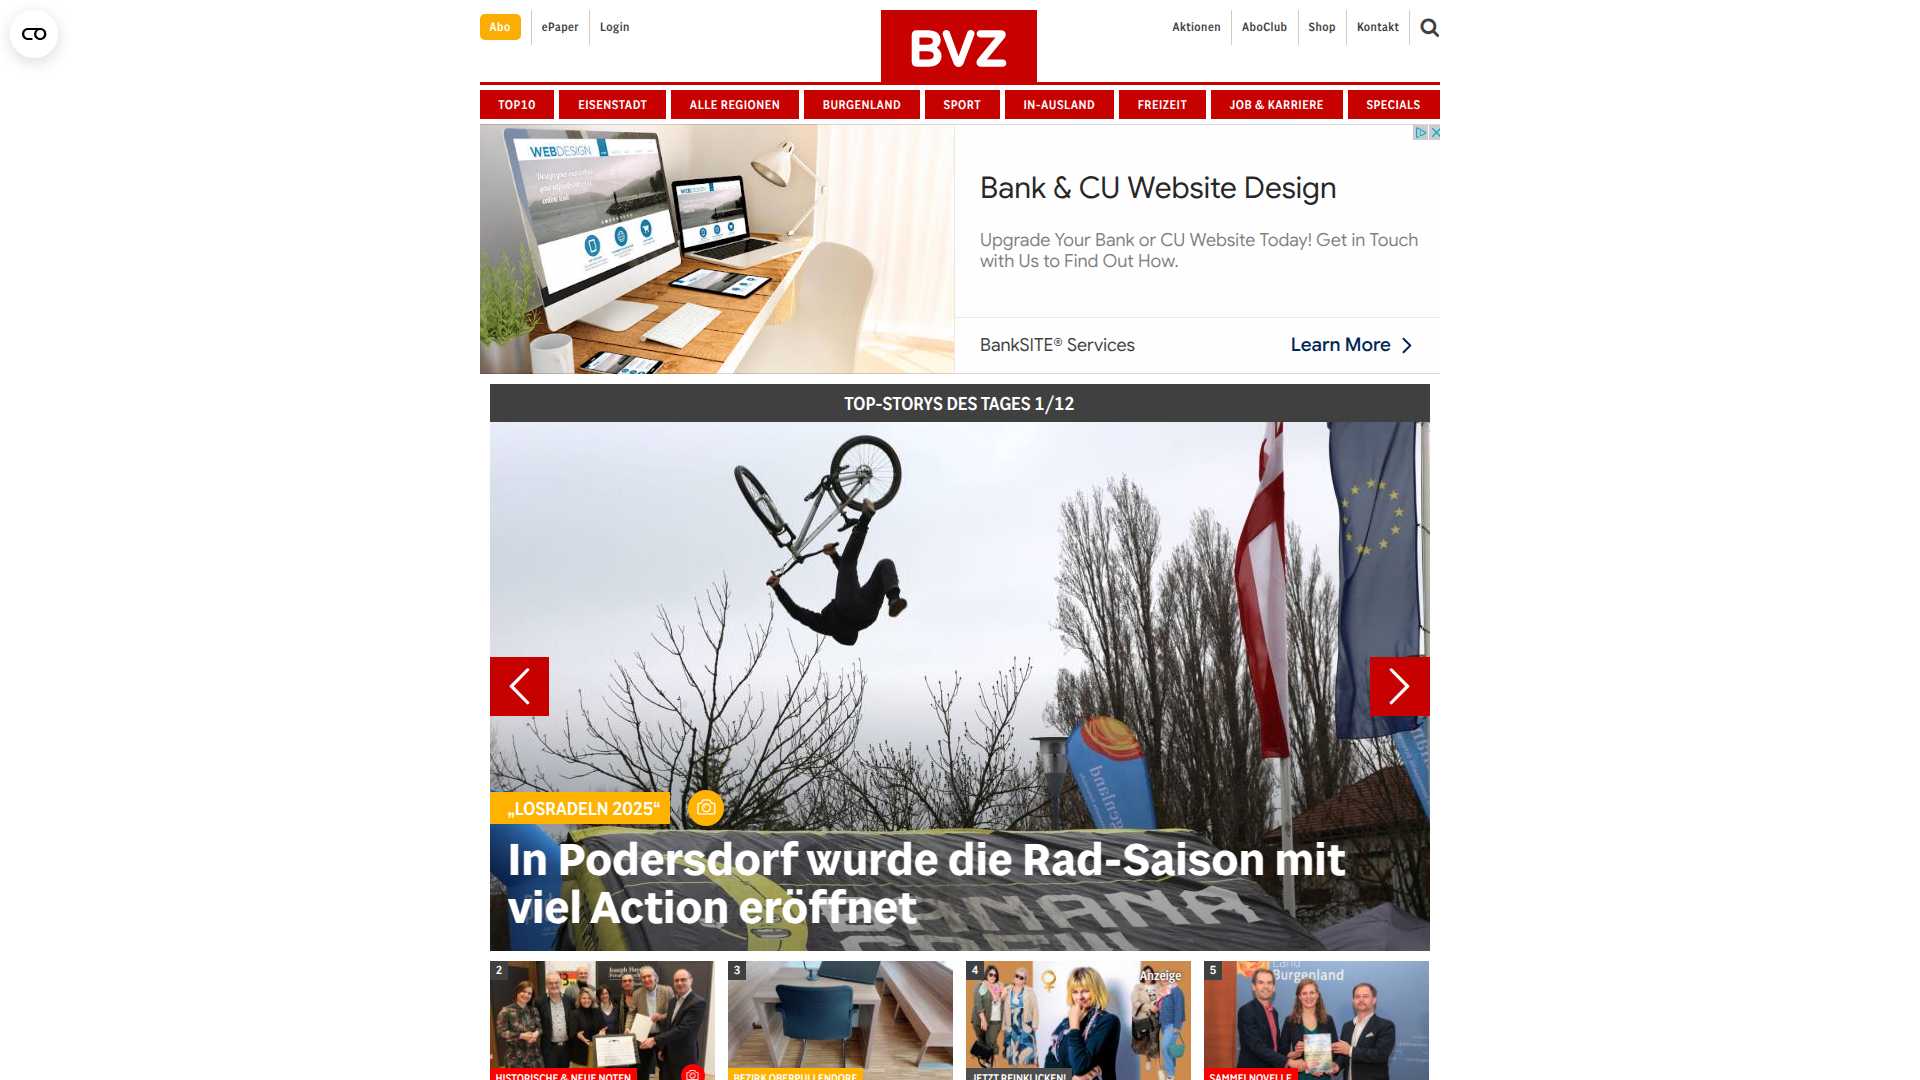 Abo
ePaper
Login
BVZ
Aktionen
AboClub
Shop
Kontakt
TOP10
EISENSTADT
ALLE REGIONEN
BURGENLAND
SPORT
IN-AUSLAND
FREIZEIT
JOB & KARRIERE
SPECIALS
WEBDESIGN
Bank & CU Website Design
Upgrade Your Bank or CU Website Today! Get in Touch
with Us to Find Out How.
BankSITE® Services
Learn More
TOP-STORYS DES TAGES 1/12
„LOSRADELN 2025“
In Podersdorf wurde die Rad-Saison mit
viel Action eröffnet
2
HISTORISCHE & NEUE NOTEN
3
BEZIRK OBERPULLENDORF
4
Anzeige
JETZT REINKLICKEN!
5
Land
Burgenland
SAMMELNOVELLE